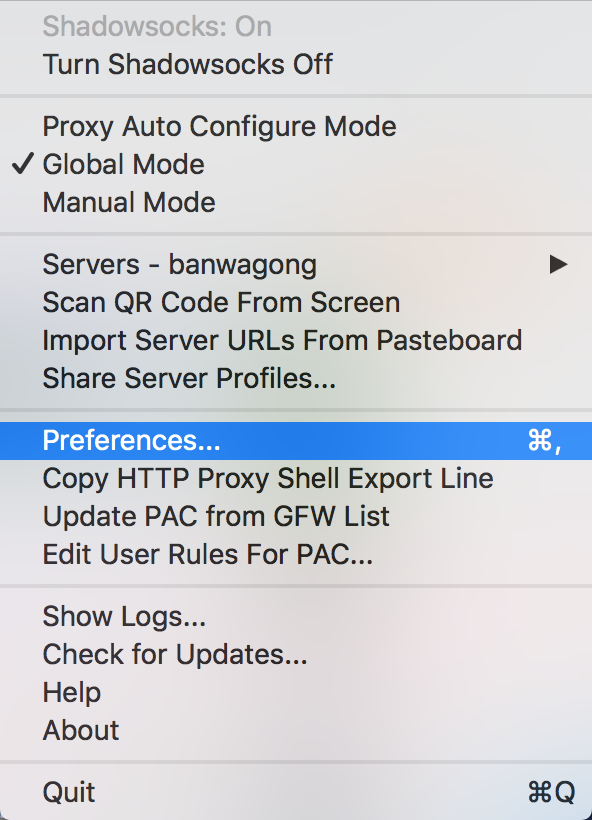 Shadowsocks: On
Turn Shadowsocks Off
Proxy Auto Configure Mode
✓ Global Mode
Manual Mode
Servers - banwagong ▶
Scan QR Code From Screen
Import Server URLs From Pasteboard
Share Server Profiles...
Preferences... ⌘,
Copy HTTP Proxy Shell Export Line
Update PAC from GFW List
Edit User Rules For PAC...
Show Logs...
Check for Updates...
Help
About
Quit ⌘Q